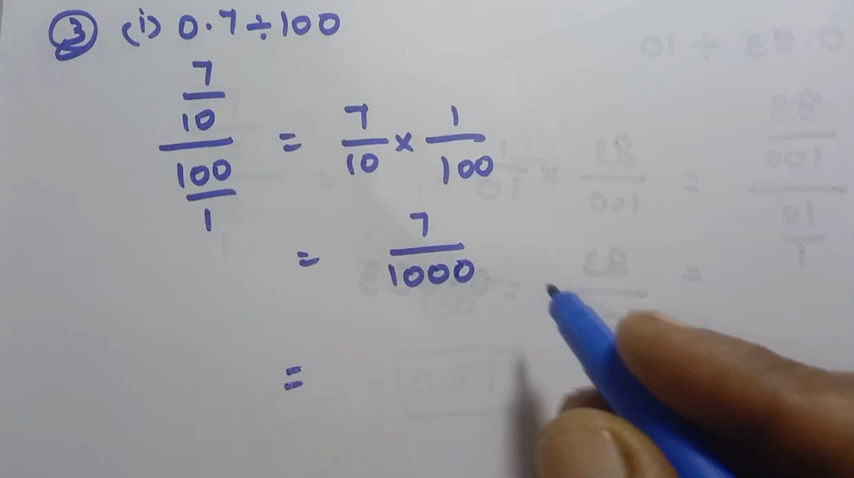 ③ (i) 0.7÷100
7/10 / 100/1 = 7/10 × 1/100
= 7/1000
=